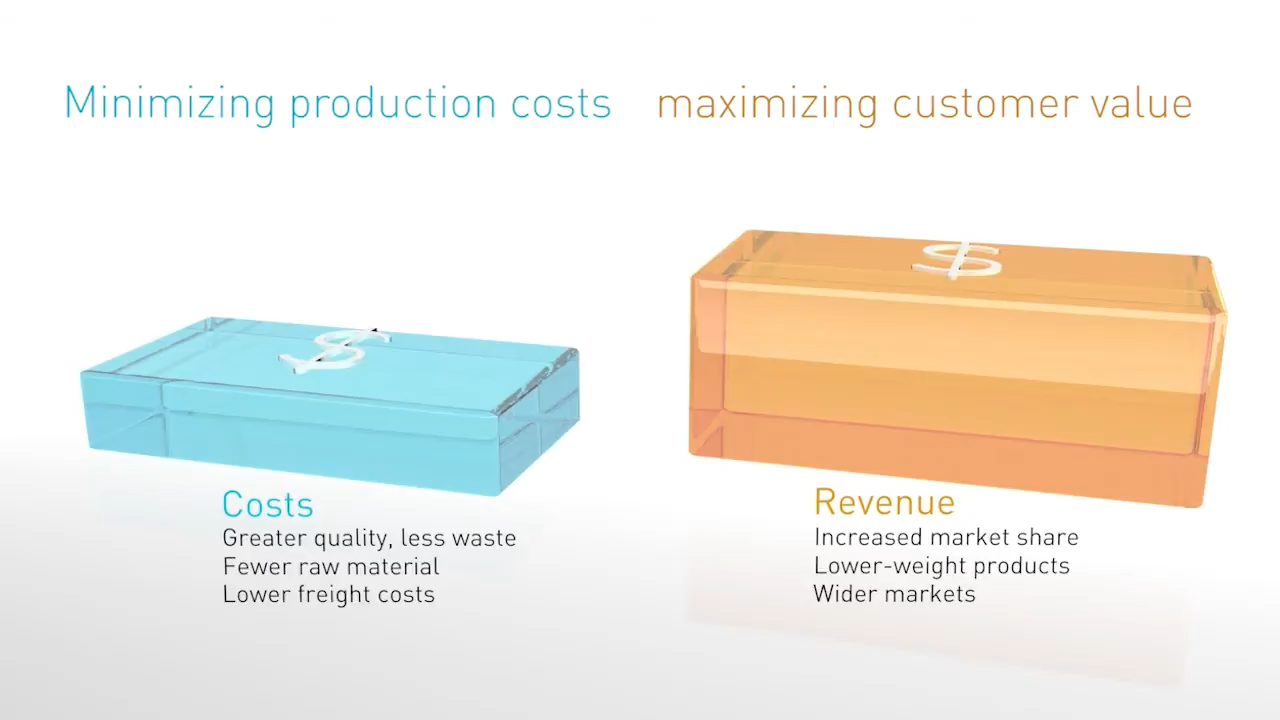 Minimizing production costs maximizing customer value
$
$
Costs
Greater quality, less waste
Fewer raw material
Lower freight costs
Revenue
Increased market share
Lower-weight products
Wider markets